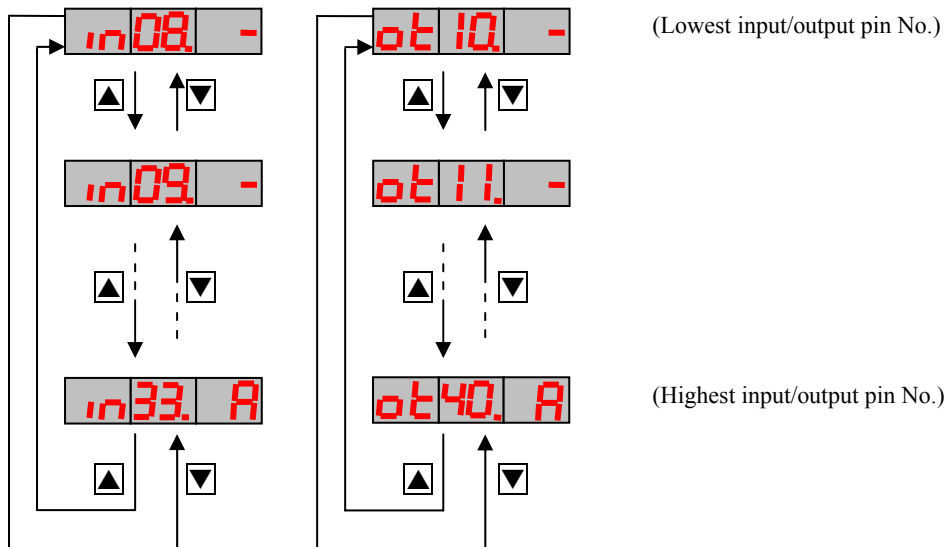 in08. - ot10. - (Lowest input/output pin No.)
in09. - ot11. -
in33. A ot40. A (Highest input/output pin No.)